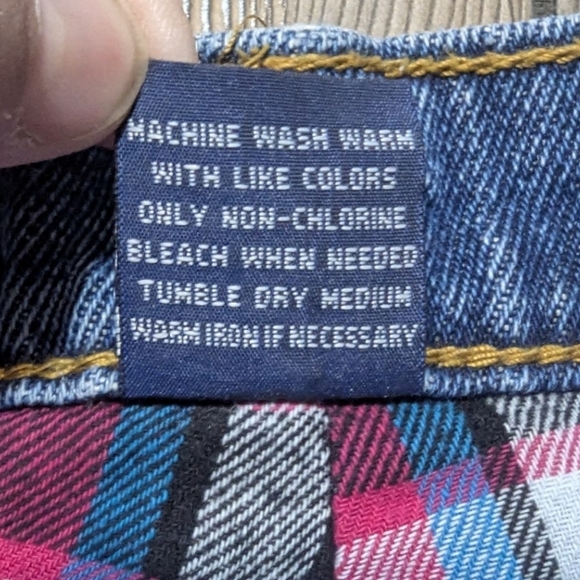 MACHINE WASH WARM
WITH LIKE COLORS
ONLY NON-CHLORINE
BLEACH WHEN NEEDED
TUMBLE DRY MEDIUM
WARM IRON IF NECESSARY